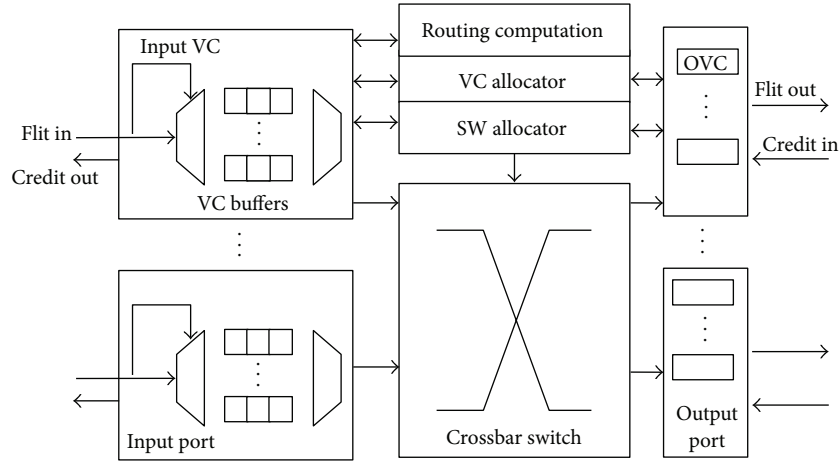 Input VC
Flit in
Credit out
VC buffers
Routing computation
VC allocator
SW allocator
OVC
Flit out
Credit in
Input port
Crossbar switch
Output
port